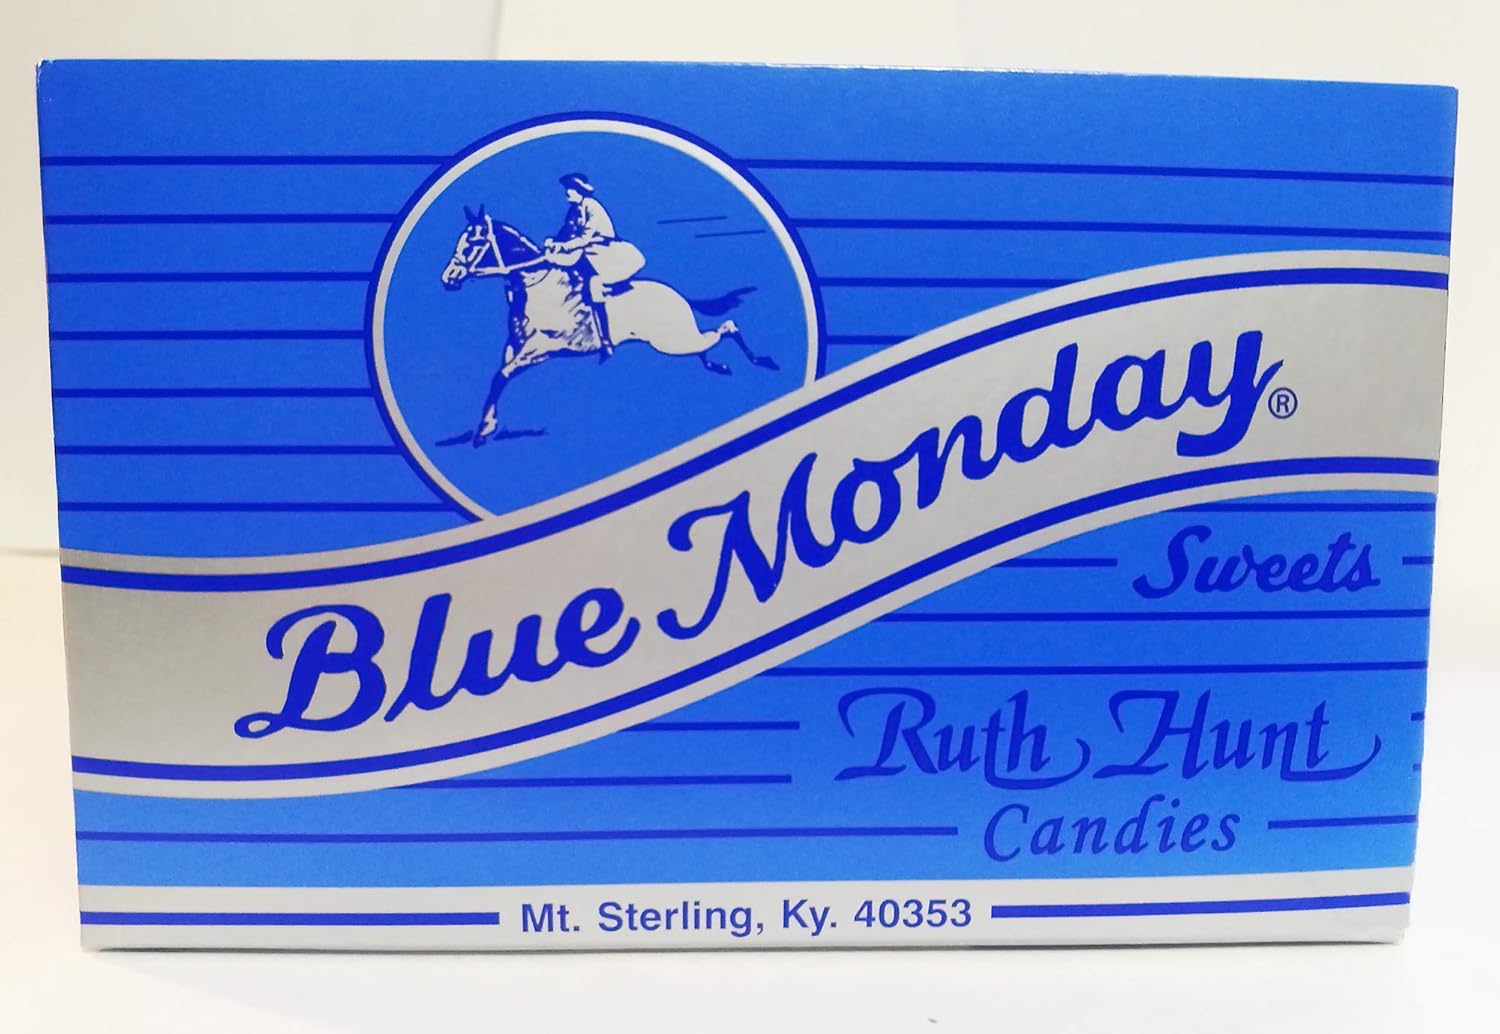 Blue Monday ®
Sweets
Ruth Hunt
Candies
Mt. Sterling, Ky. 40353